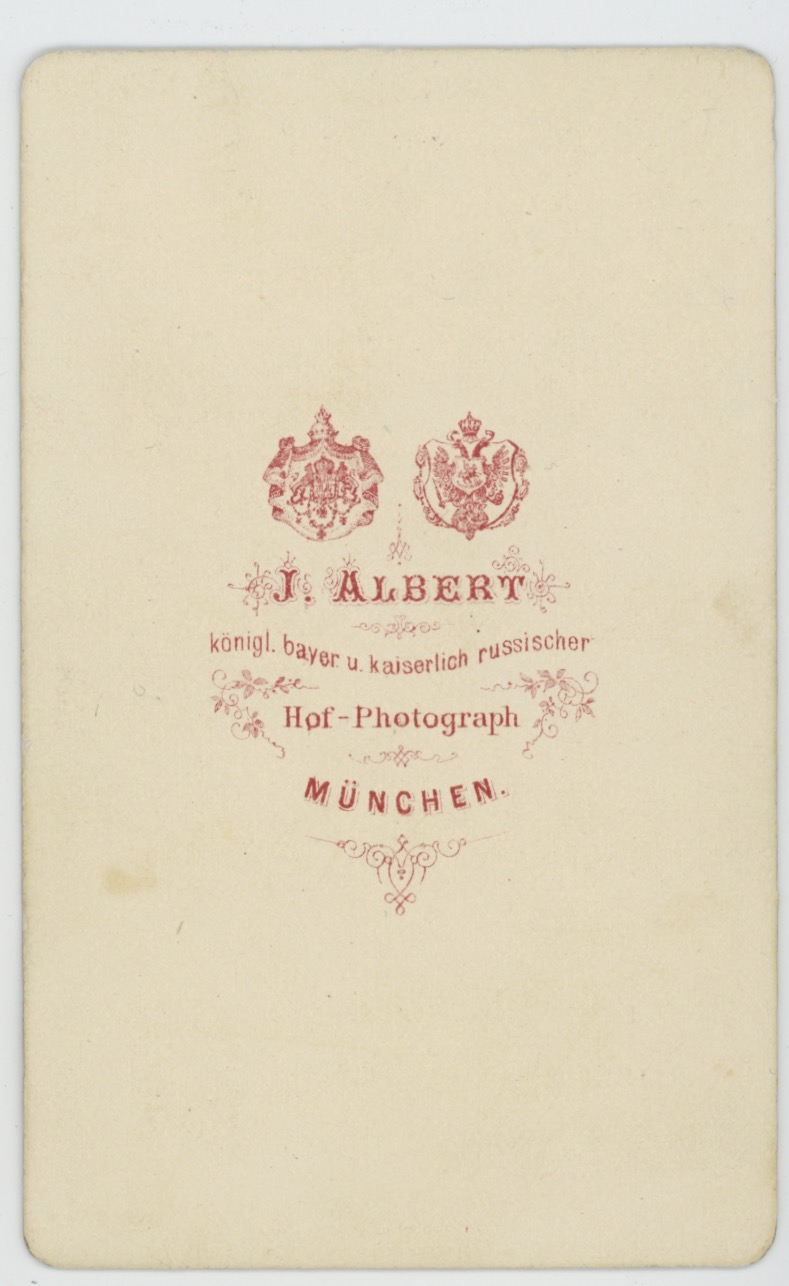 J. ALBERT
königl. bayer. u. kaiserlich russischer
Hof-Photograph
MÜNCHEN.